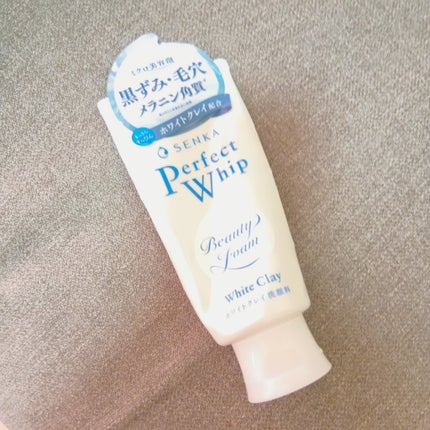 ミクロ美容泡
黒ずみ・毛穴
メラニン角質
ホワイトクレイ配合
SENKA
Perfect
Whip
Beauty
Foam
White Clay
ホワイトクレイ 洗顔料